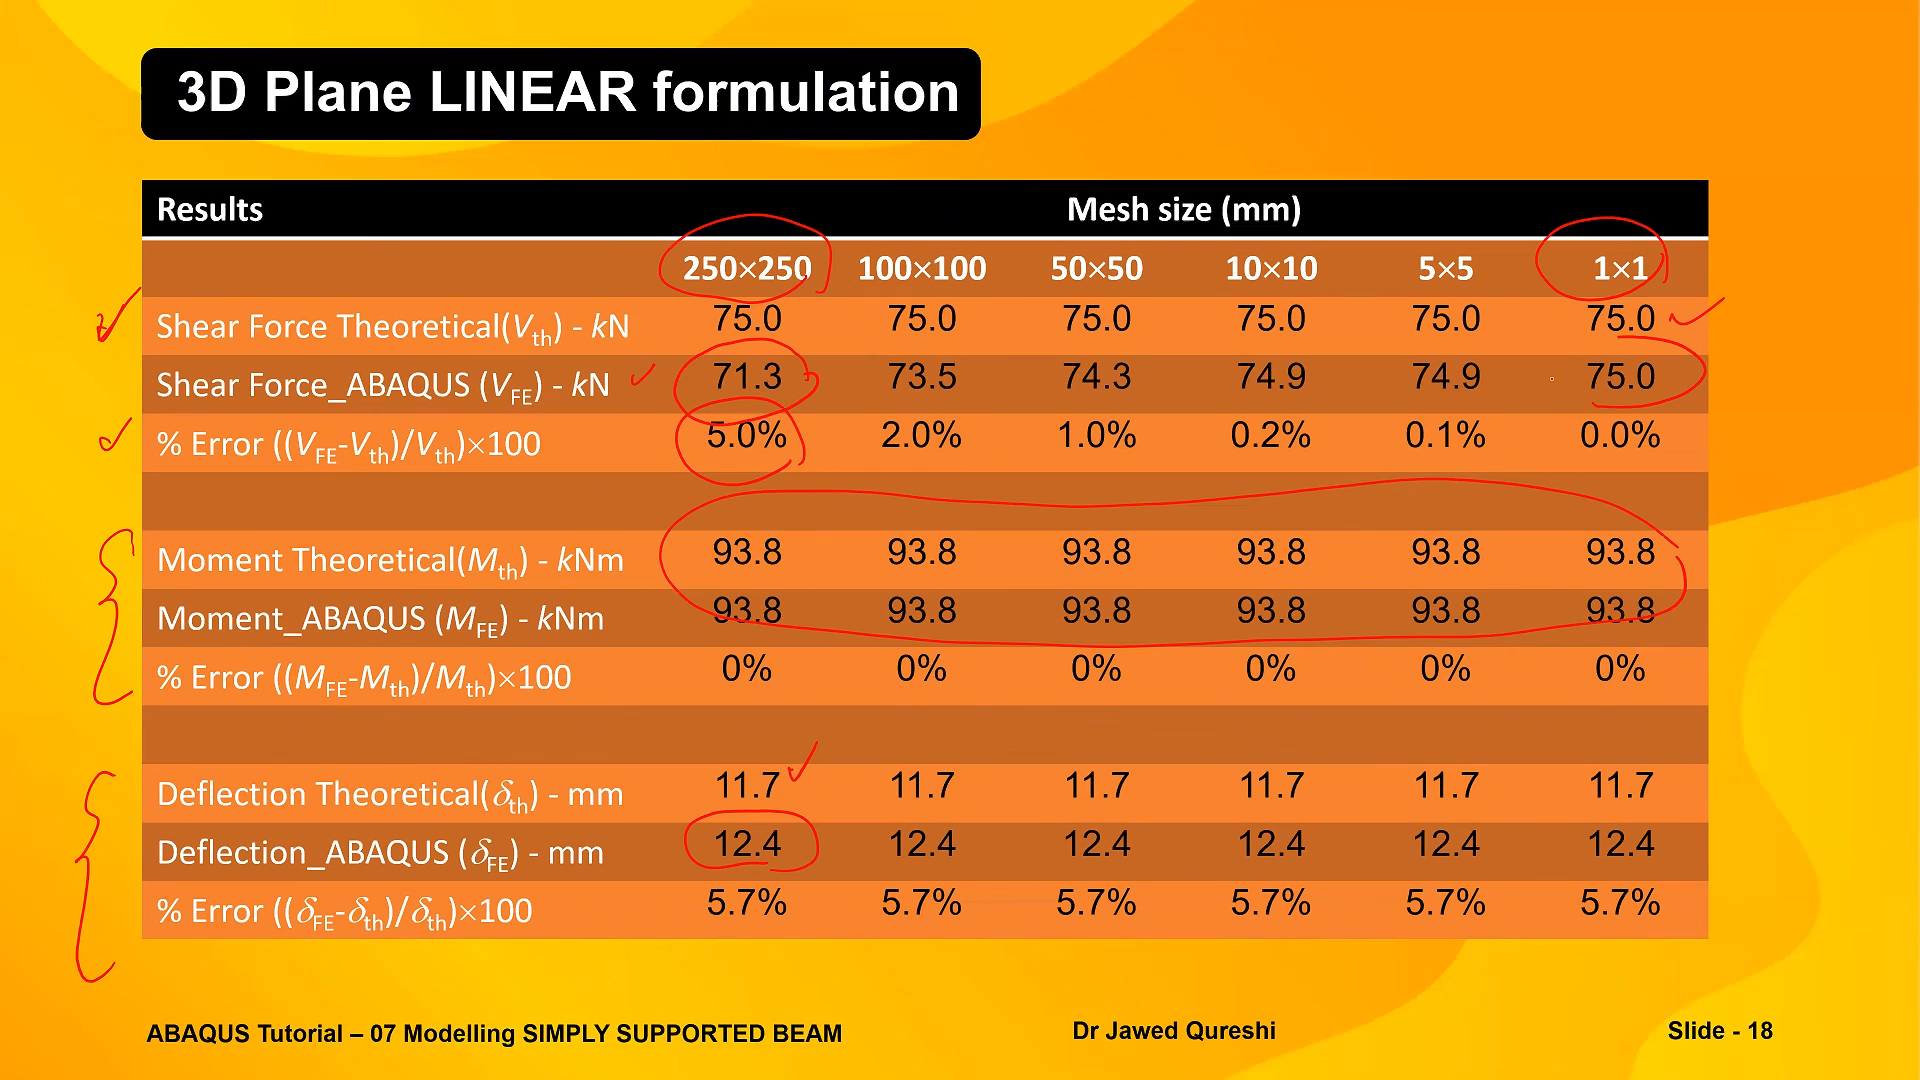 3D Plane LINEAR formulation
Results Mesh size (mm)
250×250 100×100 50×50 10×10 5×5 1×1
Shear Force Theoretical(Vth) - kN 75.0 75.0 75.0 75.0 75.0 75.0
Shear Force_ABAQUS (VFE) - kN 71.3 73.5 74.3 74.9 74.9 75.0
% Error ((VFE-Vth)/Vth)×100 5.0% 2.0% 1.0% 0.2% 0.1% 0.0%
Moment Theoretical(Mth) - kNm 93.8 93.8 93.8 93.8 93.8 93.8
Moment_ABAQUS (MFE) - kNm 93.8 93.8 93.8 93.8 93.8 93.8
% Error ((MFE-Mth)/Mth)×100 0% 0% 0% 0% 0% 0%
Deflection Theoretical(δth) - mm 11.7 11.7 11.7 11.7 11.7 11.7
Deflection_ABAQUS (δFE) - mm 12.4 12.4 12.4 12.4 12.4 12.4
% Error ((δFE-δth)/δth)×100 5.7% 5.7% 5.7% 5.7% 5.7% 5.7%
ABAQUS Tutorial – 07 Modelling SIMPLY SUPPORTED BEAM Dr Jawed Qureshi Slide - 18